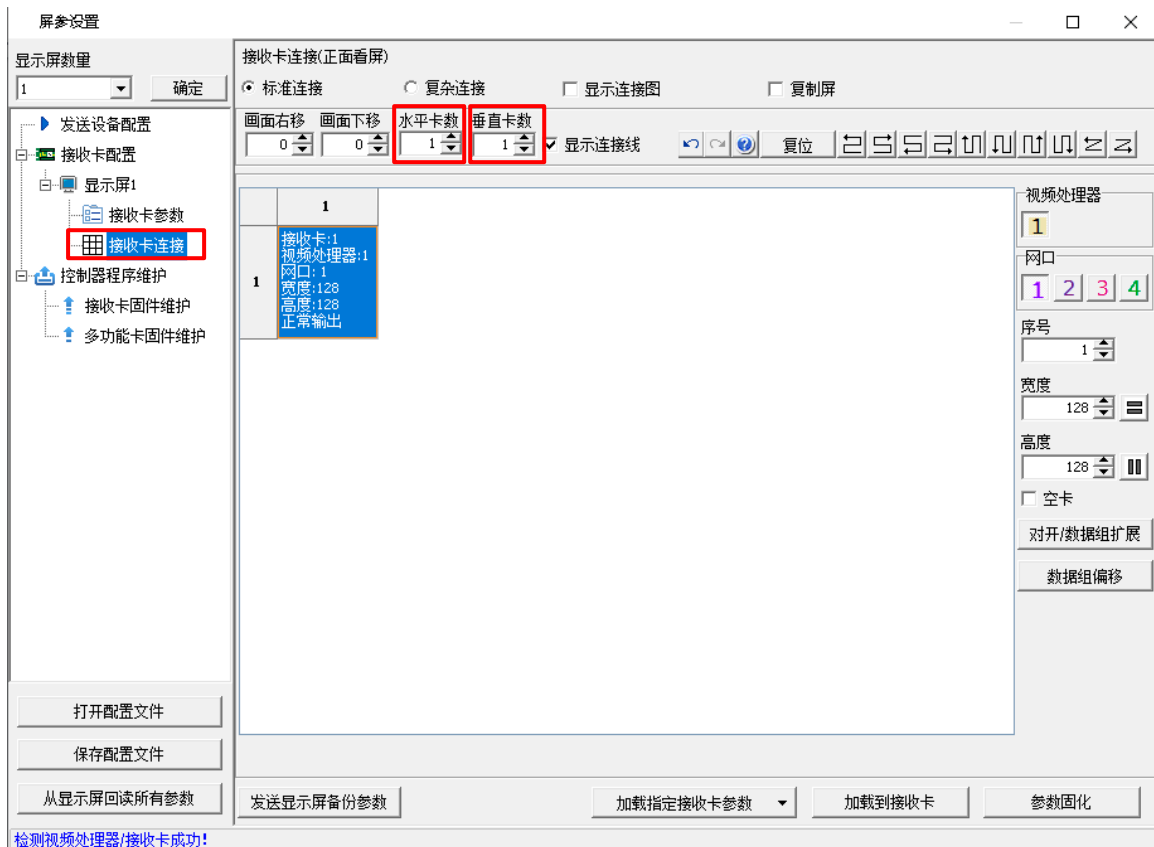 屏参设置
显示屏数量
1
确定
发送设备配置
接收卡配置
显示屏1
接收卡参数
接收卡连接
控制器程序维护
接收卡固件维护
多功能卡固件维护
打开配置文件
保存配置文件
从显示屏回读所有参数
接收卡连接(正面看屏)
标准连接 复杂连接 显示连接图 复制屏
画面右移 画面下移 水平卡数 垂直卡数
0 0 1 1 显示连接线 复位
1
1
接收卡:1
视频处理器:1
网口: 1
宽度:128
高度:128
正常输出
视频处理器
1
网口
1 2 3 4
序号
1
宽度
128
高度
128
空卡
对开/数据组扩展
数据组偏移
发送显示屏备份参数 加载指定接收卡参数 加载到接收卡 参数固化
检测视频处理器/接收卡成功!